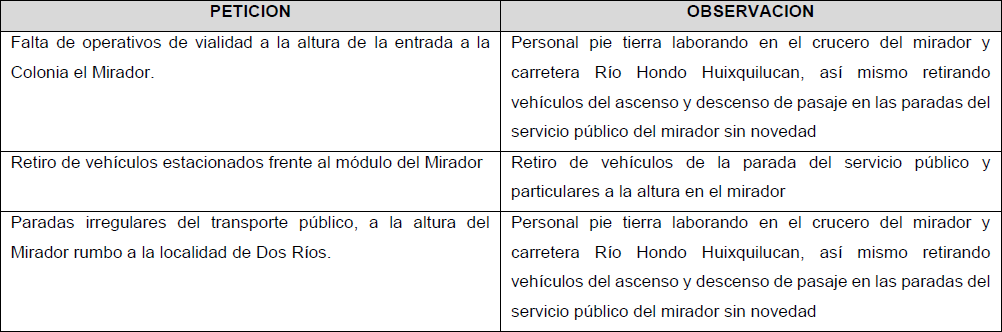 PETICION
OBSERVACION
Falta de operativos de vialidad a la altura de la entrada a la
Colonia el Mirador.
Personal pie tierra laborando en el crucero del mirador y
carretera Río Hondo Huixquilucan, así mismo retirando
vehículos del ascenso y descenso de pasaje en las paradas del
servicio público del mirador sin novedad
Retiro de vehículos estacionados frente al módulo del Mirador
Retiro de vehículos de la parada del servicio público y
particulares a la altura en el mirador
Paradas irregulares del transporte público, a la altura del
Mirador rumbo a la localidad de Dos Ríos.
Personal pie tierra laborando en el crucero del mirador y
carretera Río Hondo Huixquilucan, así mismo retirando
vehículos del ascenso y descenso de pasaje en las paradas del
servicio público del mirador sin novedad